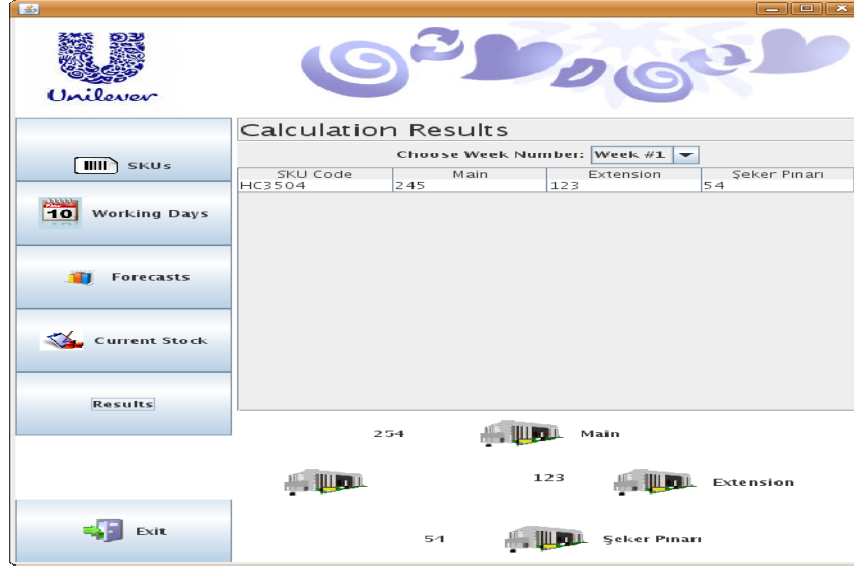 Unilever
Calculation Results
Choose Week Number: Week #1
SKU Code Main Extension Şeker Pınarı
HC3504 245 123 54
SKUs
10 Working Days
Forecasts
Current Stock
Results
Exit
254 Main
123 Extension
54 Şeker Pınarı